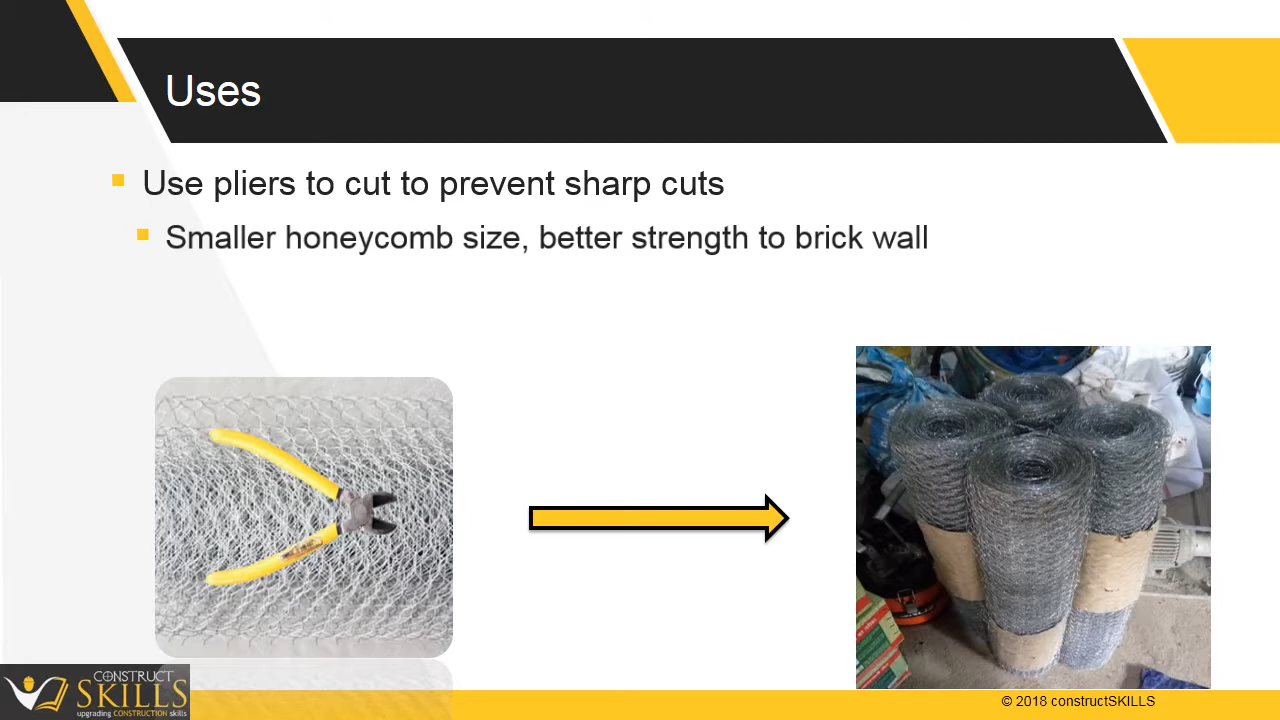 Uses
Use pliers to cut to prevent sharp cuts
Smaller honeycomb size, better strength to brick wall
CONSTRUCT
SKILLS
upgrading CONSTRUCTION skills
© 2018 constructSKILLS